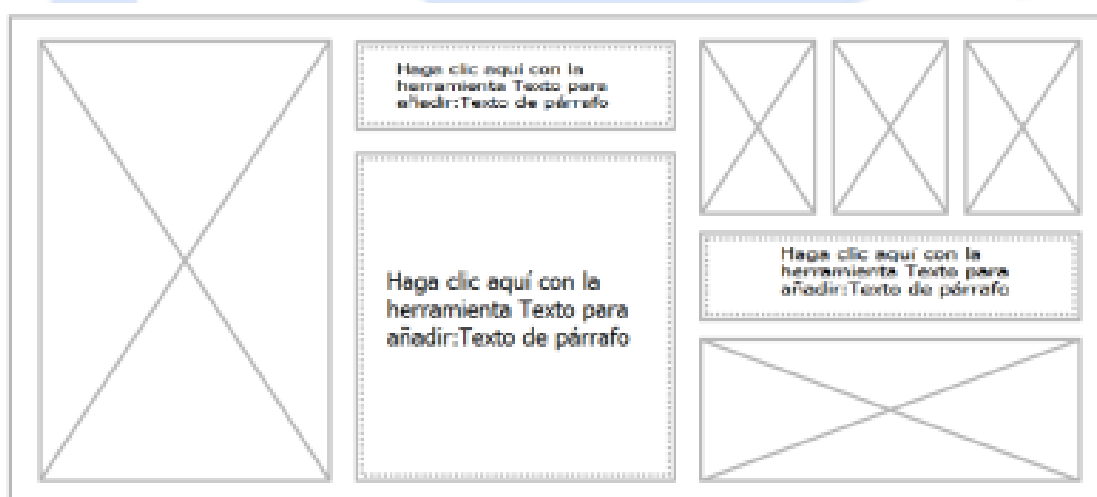 Haga clic aquí con la
herramienta Texto para
añadir:Texto de párrafo
Haga clic aquí con la
herramienta Texto para
añadir:Texto de párrafo
Haga clic aquí con la
herramienta Texto para
añadir:Texto de párrafo